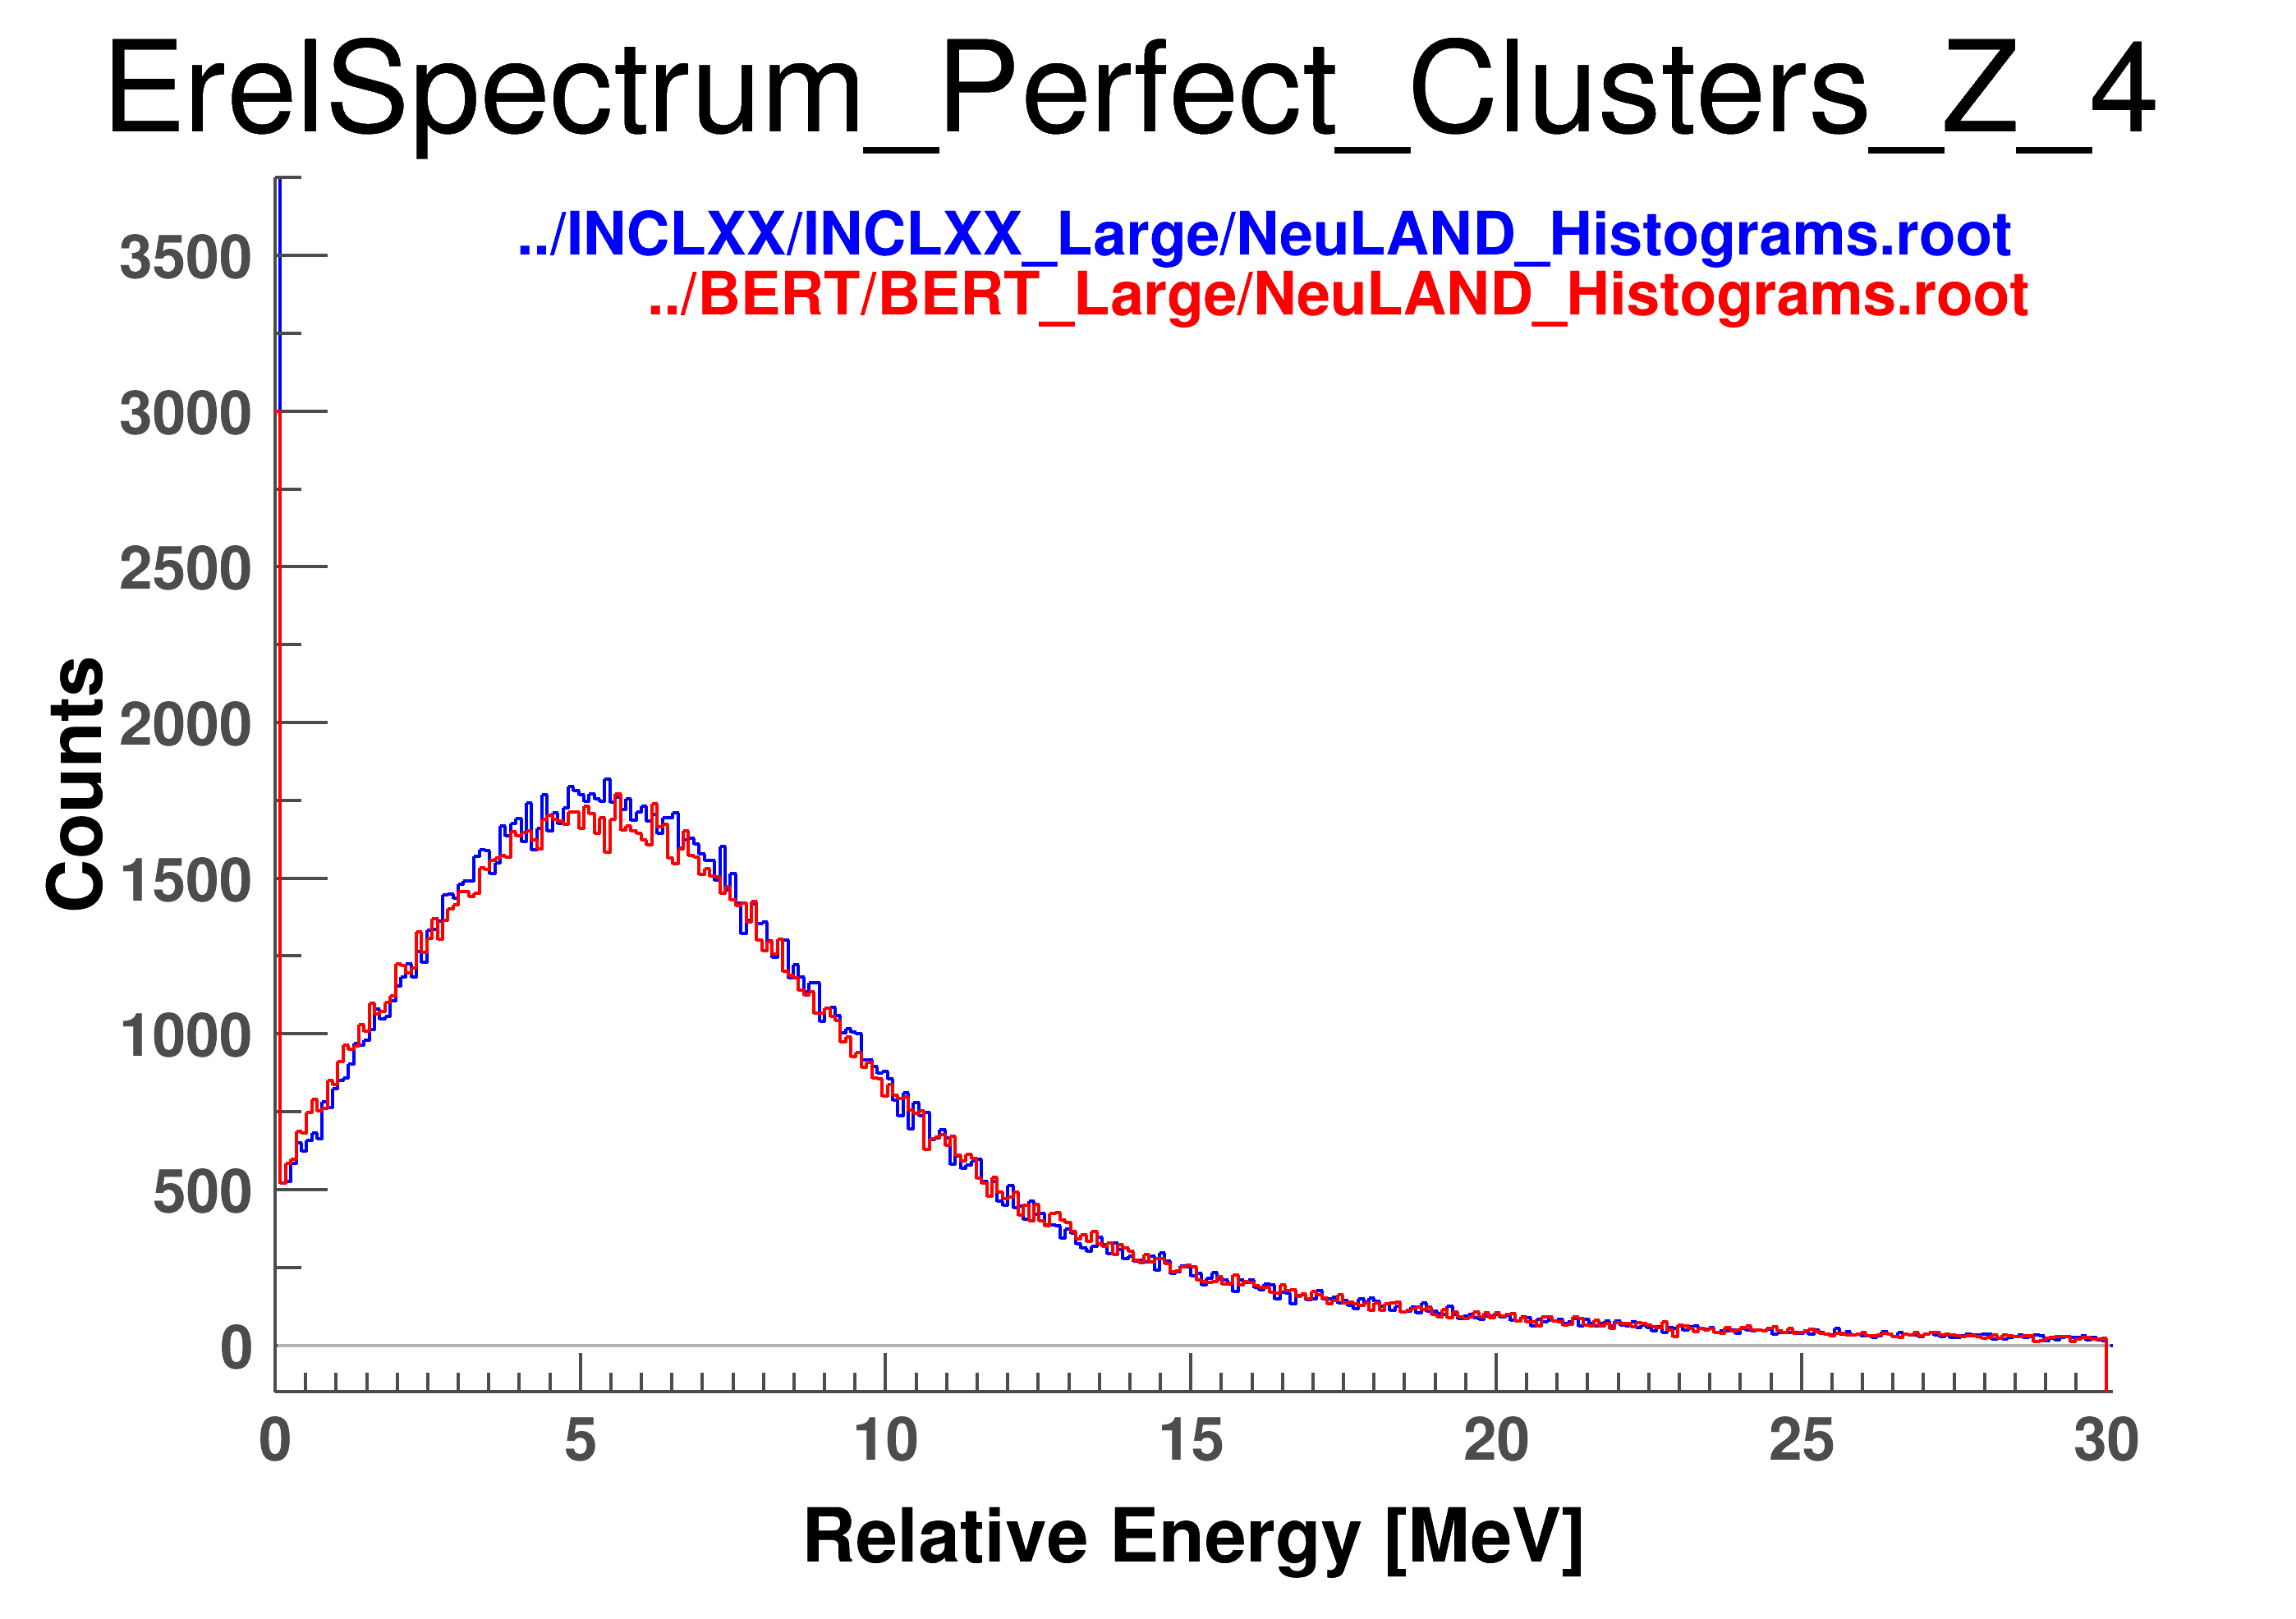 ErelSpectrum_Perfect_Clusters_Z_4
../INCLXX/INCLXX_Large/NeuLAND_Histograms.root
../BERT/BERT_Large/NeuLAND_Histograms.root
3500
3000
2500
2000
1500
1000
500
0
Counts
0 5 10 15 20 25 30
Relative Energy [MeV]